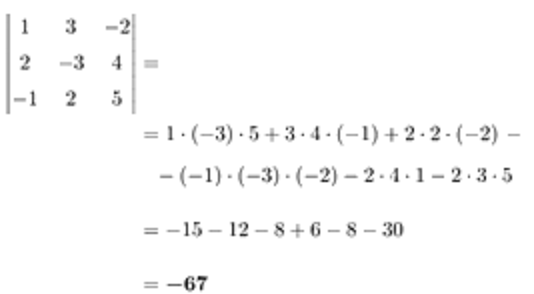 | 1 3 −2 |
| 2 −3 4 | =
| −1 2 5 |
= 1 · (−3) · 5 + 3 · 4 · (−1) + 2 · 2 · (−2) −
− (−1) · (−3) · (−2) − 2 · 4 · 1 − 2 · 3 · 5
= −15 − 12 − 8 + 6 − 8 − 30
= −67